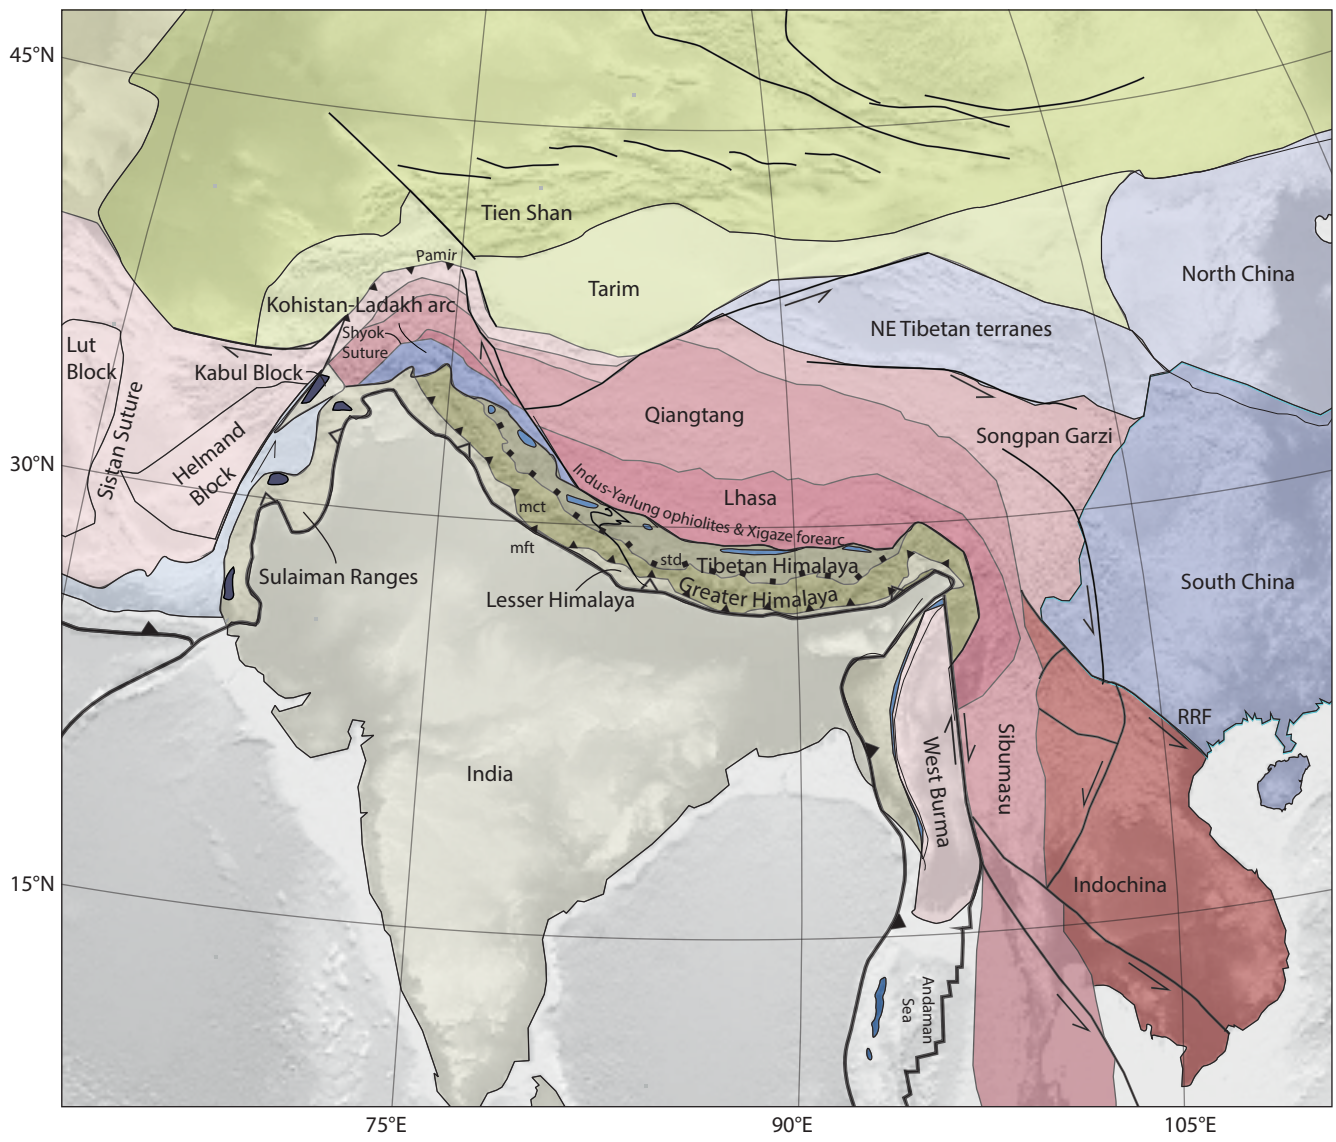 45°N
Tien Shan
Pamir
North China
Tarim
Kohistan-Ladakh arc
NE Tibetan terranes
Shyok
Suture
Lut
Block
Kabul Block
Qiangtang
Songpan Garzi
Sistan Suture
Helmand
Block
30°N
Indus-Yarlung ophiolites & Xigaze forearc
Lhasa
mct
mft
std
Tibetan Himalaya
Sulaiman Ranges
Lesser Himalaya
Greater Himalaya
South China
RRF
Sibumasu
West Burma
India
15°N
Indochina
Andaman
Sea
75°E
90°E
105°E